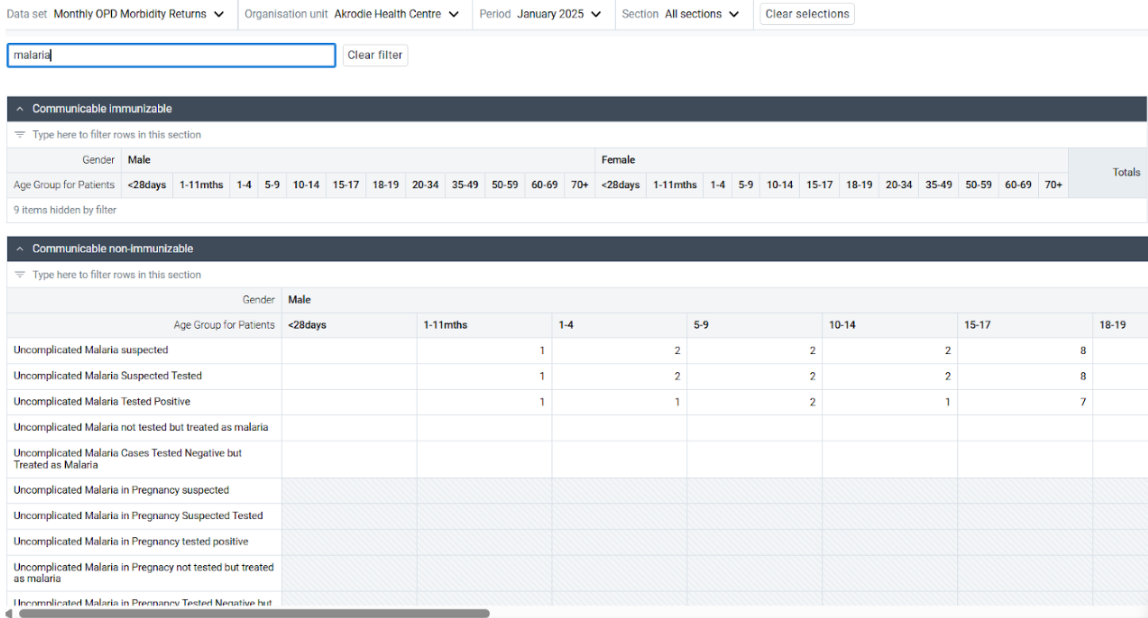 Data set Monthly OPD Morbidity Returns Organisation unit Akrodie Health Centre Period January 2025 Section All sections Clear selections
malaria Clear filter
Communicable immunizable
Type here to filter rows in this section
Gender Male Female Totals
Age Group for Patients <28days 1-11mths 1-4 5-9 10-14 15-17 18-19 20-34 35-49 50-59 60-69 70+ <28days 1-11mths 1-4 5-9 10-14 15-17 18-19 20-34 35-49 50-59 60-69 70+
9 items hidden by filter
Communicable non-immunizable
Type here to filter rows in this section
Gender Male
Age Group for Patients <28days 1-11mths 1-4 5-9 10-14 15-17 18-19
Uncomplicated Malaria suspected 1 2 2 2 8
Uncomplicated Malaria Suspected Tested 1 2 2 2 8
Uncomplicated Malaria Tested Positive 1 1 2 1 7
Uncomplicated Malaria not tested but treated as malaria
Uncomplicated Malaria Cases Tested Negative but
Treated as Malaria
Uncomplicated Malaria in Pregnancy suspected
Uncomplicated Malaria in Pregnancy Suspected Tested
Uncomplicated Malaria in Pregnancy tested positive
Uncomplicated Malaria in Pregnacy not tested but treated
as malaria
Uncomplicated Malaria in Pregnancy Tested Negative but